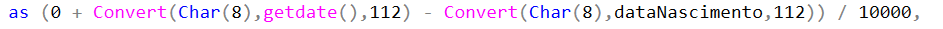 as (0 + Convert(Char(8),getdate(),112) - Convert(Char(8),dataNascimento,112)) / 10000,